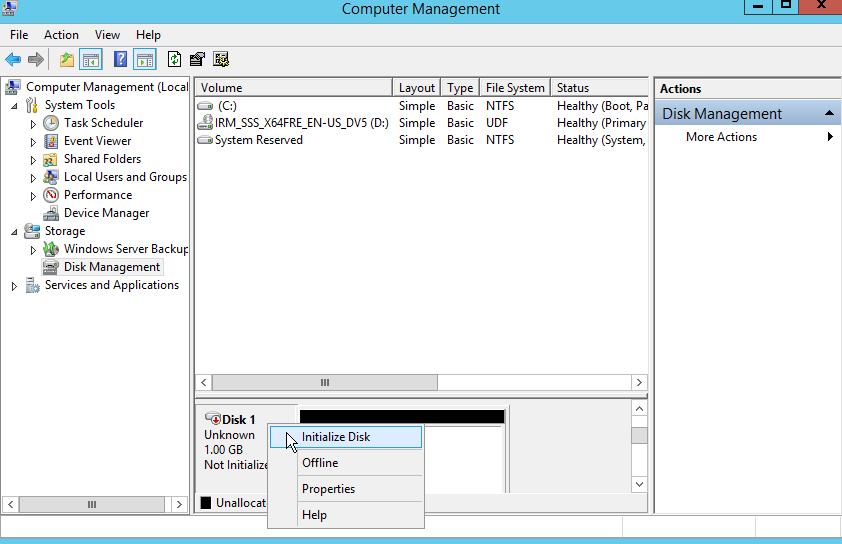 Computer Management
File Action View Help
Computer Management (Local
System Tools
Task Scheduler
Event Viewer
Shared Folders
Local Users and Groups
Performance
Device Manager
Storage
Windows Server Backup
Disk Management
Services and Applications
Volume Layout Type File System Status
(C:) Simple Basic NTFS Healthy (Boot, Pa
IRM_SSS_X64FRE_EN-US_DV5 (D:) Simple Basic UDF Healthy (Primary
System Reserved Simple Basic NTFS Healthy (System,
Disk 1
Unknown
1.00 GB
Not Initialize
Unallocat
Initialize Disk
Offline
Properties
Help
Actions
Disk Management
More Actions